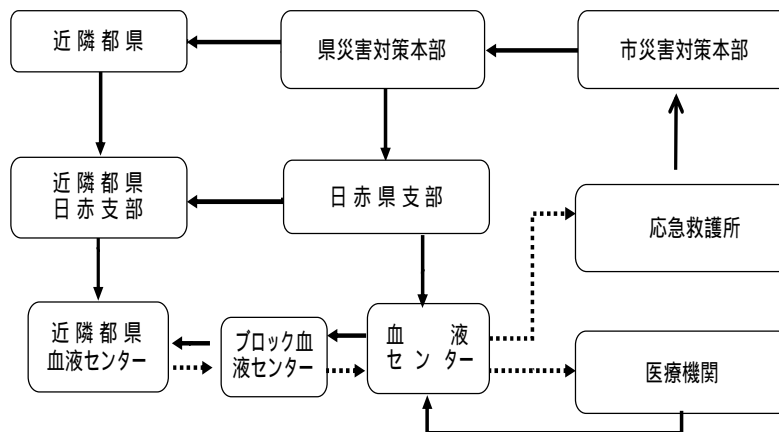 近隣都県
県災害対策本部
市災害対策本部
近隣都県
日赤支部
日赤県支部
応急救護所
近隣都県
血液センター
ブロック血
液センター
血液
センター
医療機関